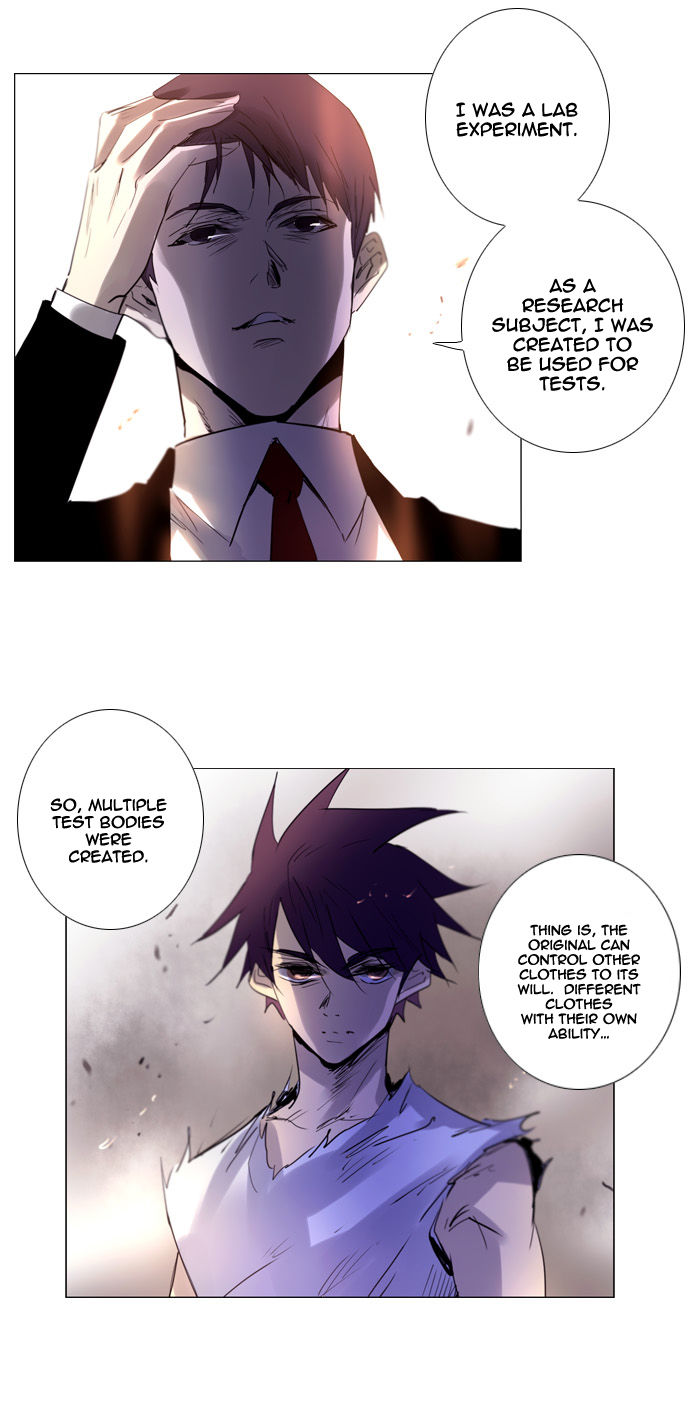 I WAS A LAB
EXPERIMENT.
AS A
RESEARCH
SUBJECT, I WAS
CREATED TO
BE USED FOR
TESTS.
SO, MULTIPLE
TEST BODIES
WERE
CREATED.
THING IS, THE
ORIGINAL CAN
CONTROL OTHER
CLOTHES TO ITS
WILL. DIFFERENT
CLOTHES
WITH THEIR OWN
ABILITY...